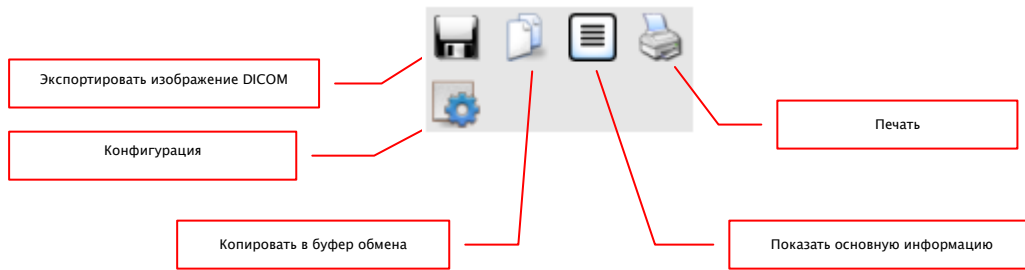 Экспортировать изображение DICOM
Печать
Конфигурация
Копировать в буфер обмена
Показать основную информацию